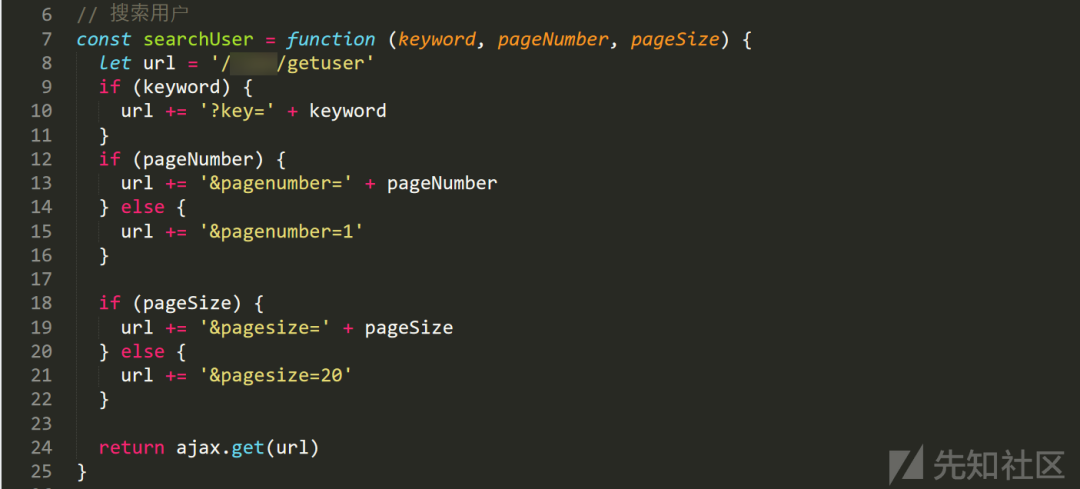 6 // 搜索用户
7 const searchUser = function (keyword, pageNumber, pageSize) {
8 let url = '/ /getuser'
9 if (keyword) {
10 url += '?key=' + keyword
11 }
12 if (pageNumber) {
13 url += '&pagenumber=' + pageNumber
14 } else {
15 url += '&pagenumber=1'
16 }
17
18 if (pageSize) {
19 url += '&pagesize=' + pageSize
20 } else {
21 url += '&pagesize=20'
22 }
23
24 return ajax.get(url)
25 }
先知社区